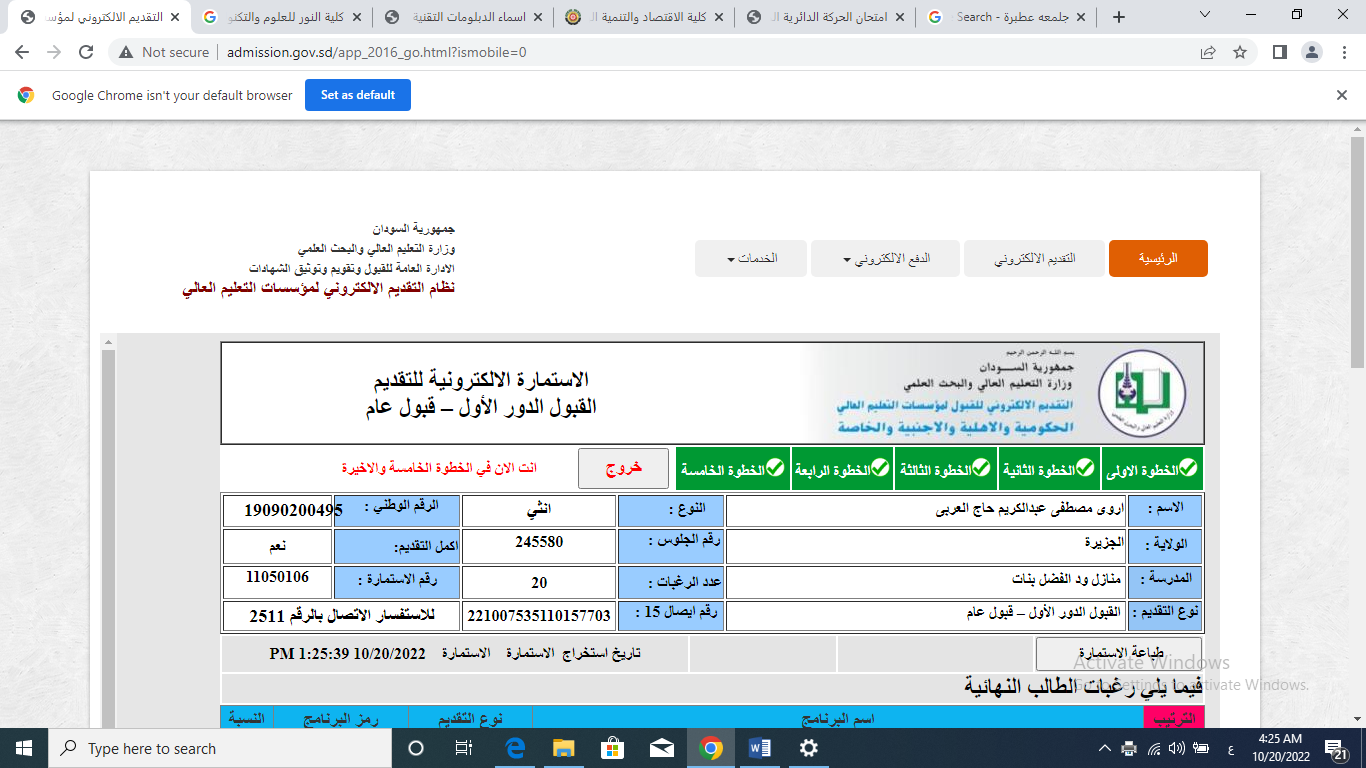 التقديم الالكتروني لمؤسس
كلية النور للعلوم والتكنو
اسماء الدبلومات التقنية
كلية الاقتصاد والتنمية ال
امتحان الحركة الدائرية ال
جلمعه عطبرة - Search
Not secure | admission.gov.sd/app_2016_go.html?ismobile=0
Google Chrome isn't your default browser Set as default
جمهورية السودان
وزارة التعليم العالي والبحث العلمي
الادارة العامة للقبول وتقويم وتوثيق الشهادات
نظام التقديم الالكتروني لمؤسسات التعليم العالي
الرئيسية التقديم الالكتروني الدفع الالكتروني الخدمات
بسم الله الرحمن الرحيم
جمهورية الســـودان
وزارة التعليم العالي والبحث العلمي
التقديم الالكتروني للقبول لمؤسسات التعليم العالي
الحكومية والاهلية والاجنبية والخاصة
الاستمارة الالكترونية للتقديم
القبول الدور الأول – قبول عام
الخطوة الاولى الخطوة الثانية الخطوة الثالثة الخطوة الرابعة الخطوة الخامسة خروج انت الان في الخطوة الخامسة والاخيرة
الاسم : اروى مصطفى عبدالكريم حاج العربى النوع : انثي الرقم الوطني : 19090200495
الولاية : الجزيرة رقم الجلوس : 245580 اكمل التقديم: نعم
المدرسة : منازل ود الفضل بنات عدد الرغبات : 20 رقم الاستمارة : 11050106
نوع التقديم : القبول الدور الأول – قبول عام رقم ايصال 15 : 221007535110157703 للاستفسار الاتصال بالرقم 2511
طباعة الاستمارة تاريخ استخراج الاستمارة الاستمارة 10/20/2022 1:25:39 PM
فيما يلي رغبات الطالب النهائية
الترتيب اسم البرنامج نوع التقديم رمز البرنامج النسبة
Activate Windows
Go to Settings to activate Windows.
Type here to search
ع
4:25 AM
10/20/2022
21